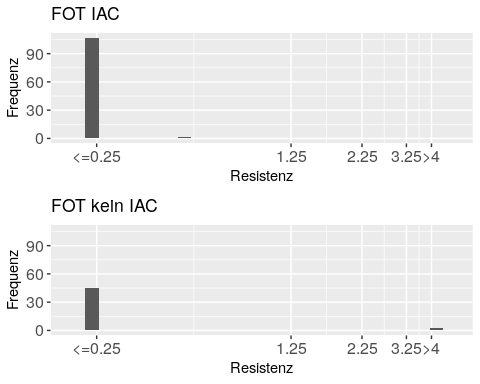 FOT IAC
Frequenz
90
60
30
0
<=0.25 1.25 2.25 3.25 >4
Resistenz
FOT kein IAC
Frequenz
90
60
30
0
<=0.25 1.25 2.25 3.25 >4
Resistenz